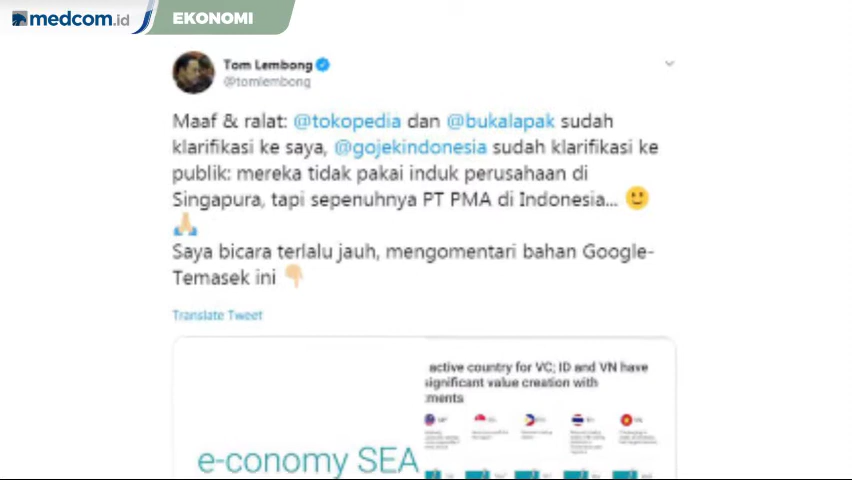 medcom.id
EKONOMI
Tom Lembong
@tomlembong
Maaf & ralat: @tokopedia dan @bukalapak sudah
klarifikasi ke saya, @gojekindonesia sudah klarifikasi ke
publik: mereka tidak pakai induk perusahaan di
Singapura, tapi sepenuhnya PT PMA di Indonesia... 🙂
🙏
Saya bicara terlalu jauh, mengomentari bahan Google-
Temasek ini 👇
Translate Tweet
active country for VC; ID and VN have
significant value creation with
e-conomy SEA